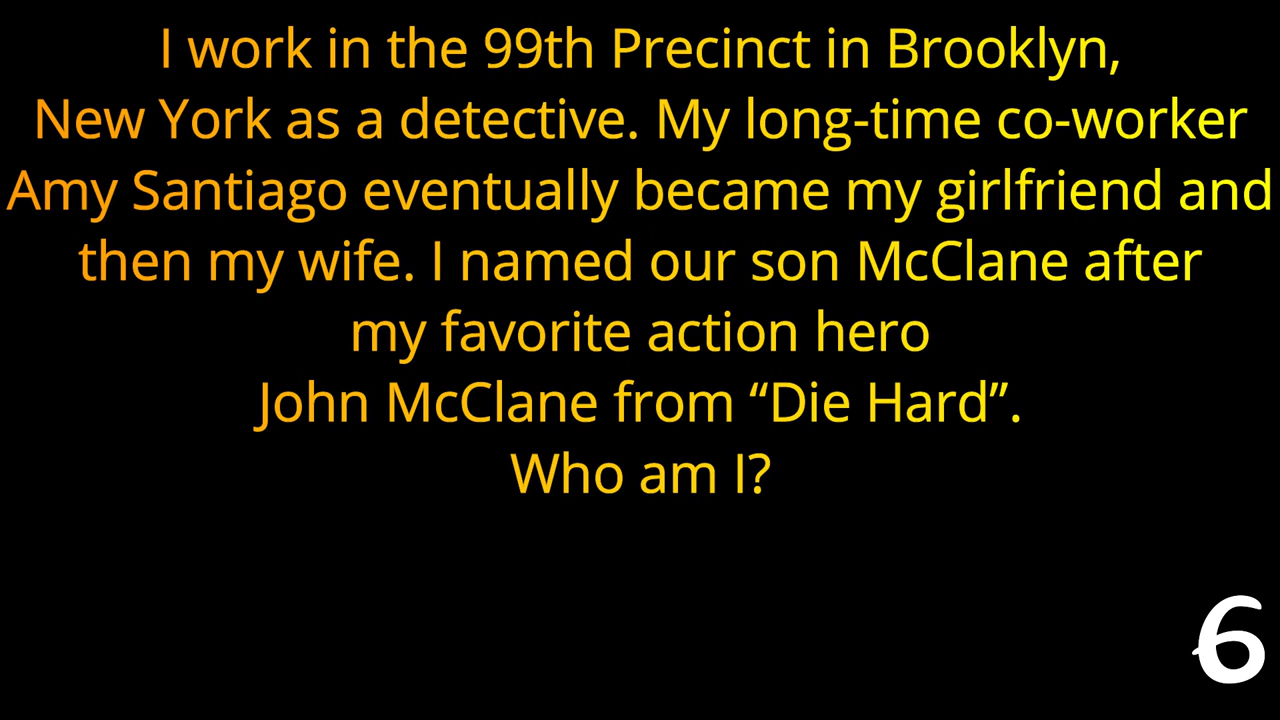 I work in the 99th Precinct in Brooklyn,
New York as a detective. My long-time co-worker
Amy Santiago eventually became my girlfriend and
then my wife. I named our son McClane after
my favorite action hero
John McClane from “Die Hard”.
Who am I?
6